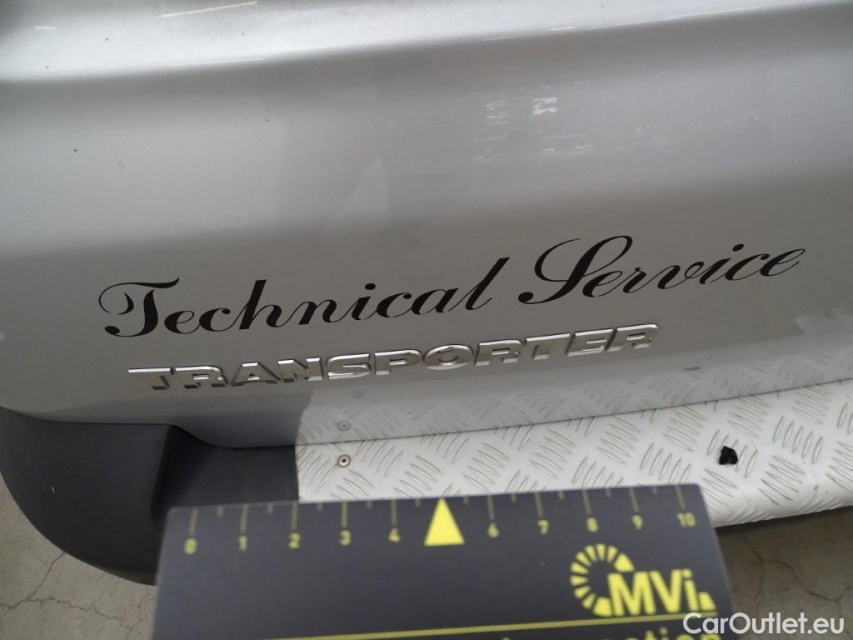 Technical Service
TRANSPORTER
0 1 2 3 4 6 7 8 9 10
MVi
CarOutlet.eu